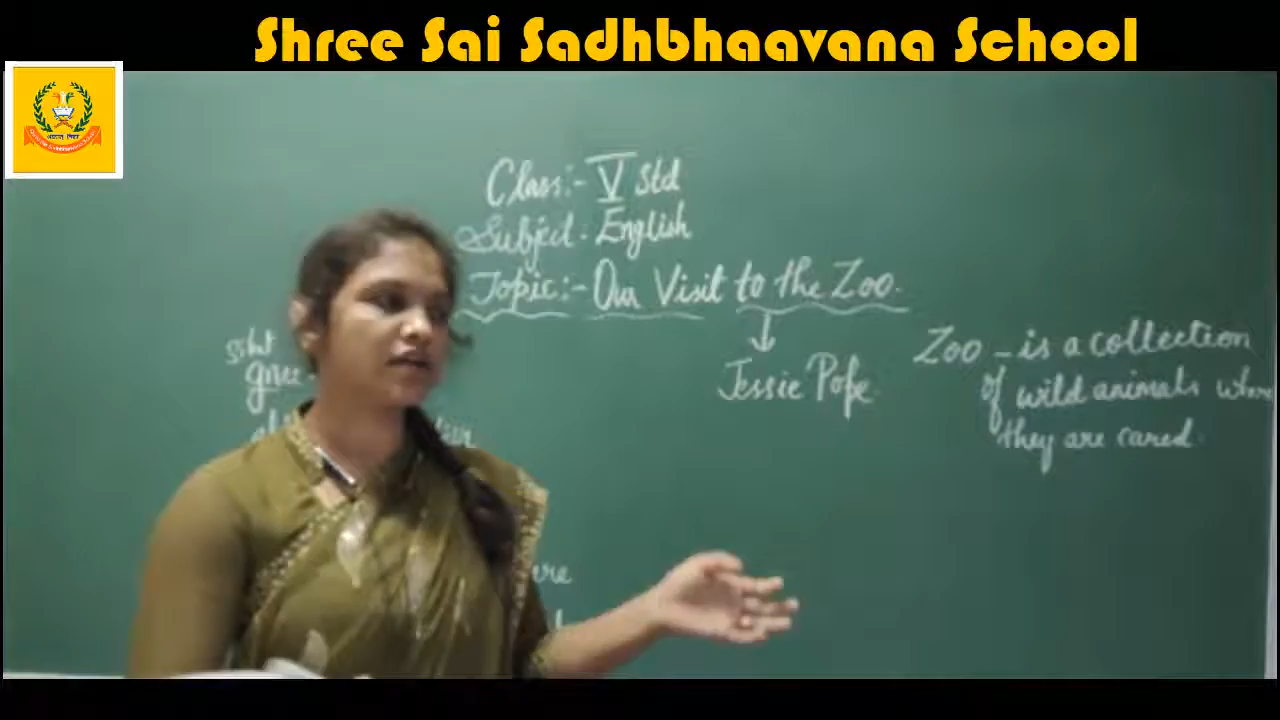 Shree Sai Sadhbhaavana School
Class:- V Std
Subject - English
Topic:- Our Visit to the Zoo.
Jessie Pope
Zoo - is a collection
of wild animals where
they are cared.